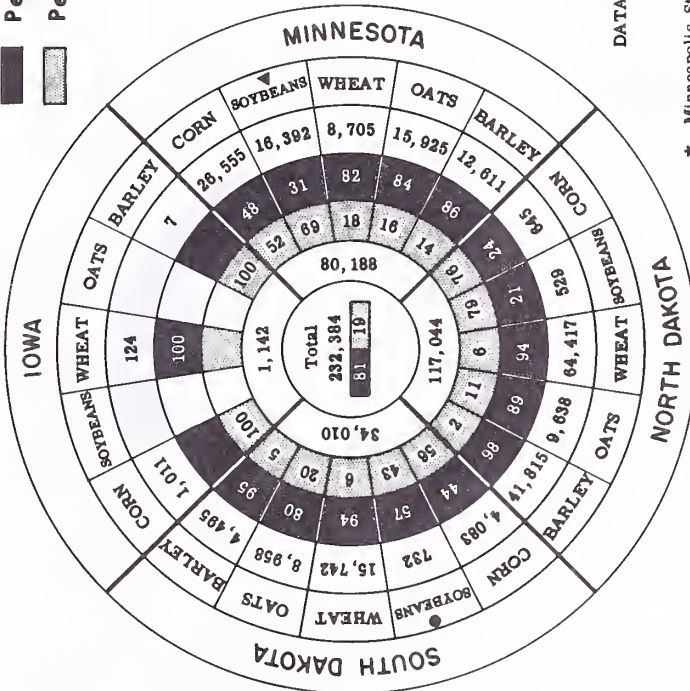 Pe
Pe
MINNESOTA
CORN
26,555
48
52
SOYBEANS
16,392
31
69
WHEAT
8,705
82
18
OATS
15,925
84
16
BARLEY
12,611
86
14
80,188
NORTH DAKOTA
CORN
645
24
76
SOYBEANS
529
21
79
WHEAT
64,417
94
6
OATS
9,638
89
11
BARLEY
41,815
98
2
117,044
SOUTH DAKOTA
CORN
4,083
44
56
SOYBEANS
732
57
43
WHEAT
15,742
94
6
OATS
8,958
80
20
BARLEY
4,495
95
5
34,010
IOWA
CORN
1,011
100
SOYBEANS
WHEAT
124
100
OATS
BARLEY
7
100
1,142
Total
232,384
81 19
DATA
* Minneapolis